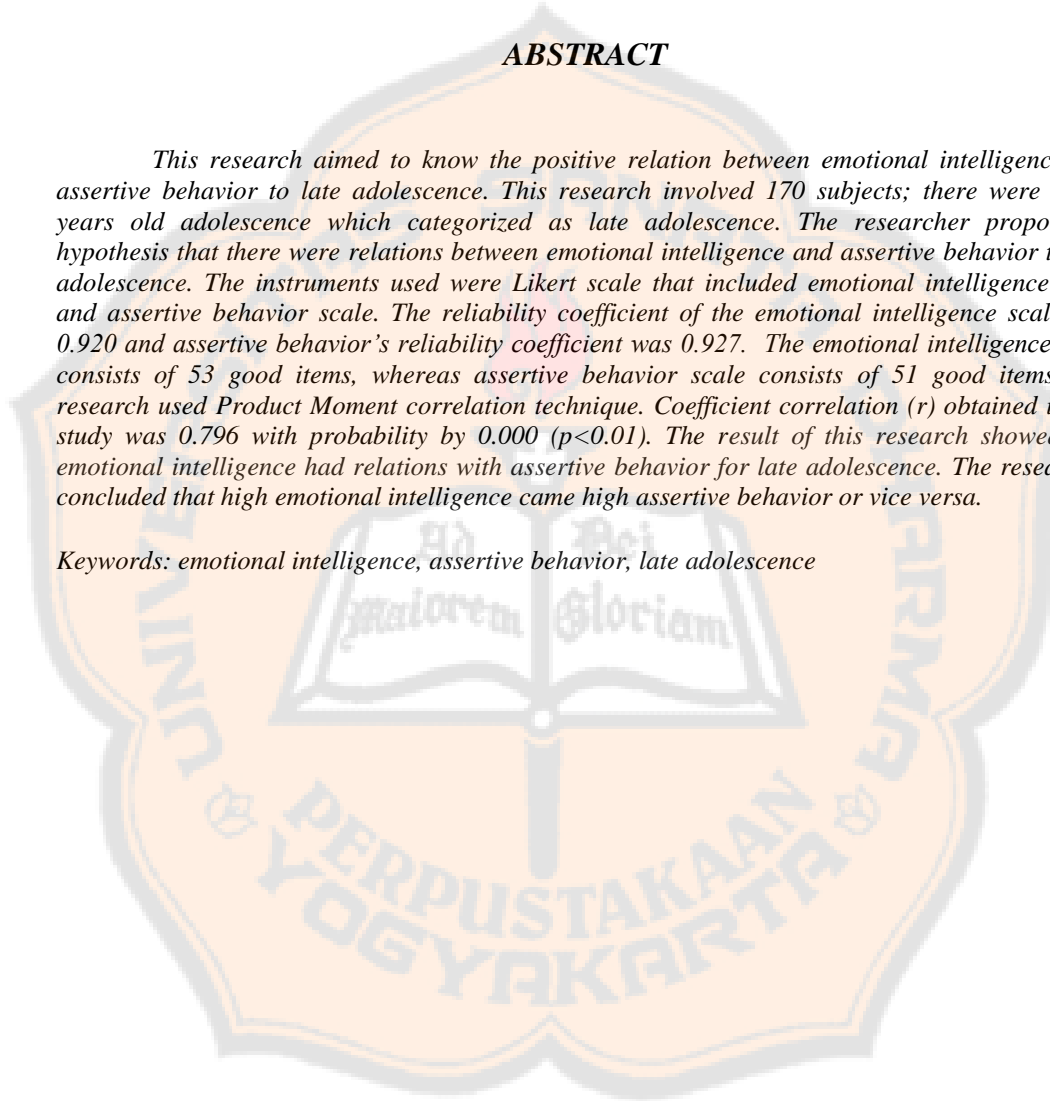 ABSTRACT
This research aimed to know the positive relation between emotional intelligenc
assertive behavior to late adolescence. This research involved 170 subjects; there were
years old adolescence which categorized as late adolescence. The researcher propo
hypothesis that there were relations between emotional intelligence and assertive behavior t
adolescence. The instruments used were Likert scale that included emotional intelligence
and assertive behavior scale. The reliability coefficient of the emotional intelligence scal
0.920 and assertive behavior's reliability coefficient was 0.927. The emotional intelligence
consists of 53 good items, whereas assertive behavior scale consists of 51 good items
research used Product Moment correlation technique. Coefficient correlation (r) obtained i
study was 0.796 with probability by 0.000 (p<0.01). The result of this research showe
emotional intelligence had relations with assertive behavior for late adolescence. The resea
concluded that high emotional intelligence came high assertive behavior or vice versa.
Keywords: emotional intelligence, assertive behavior, late adolescence
UNIVERSITAS SANATA DHARMA
Ad Dei
Maiorem Gloriam
PERPUSTAKAAN
YOGYAKARTA